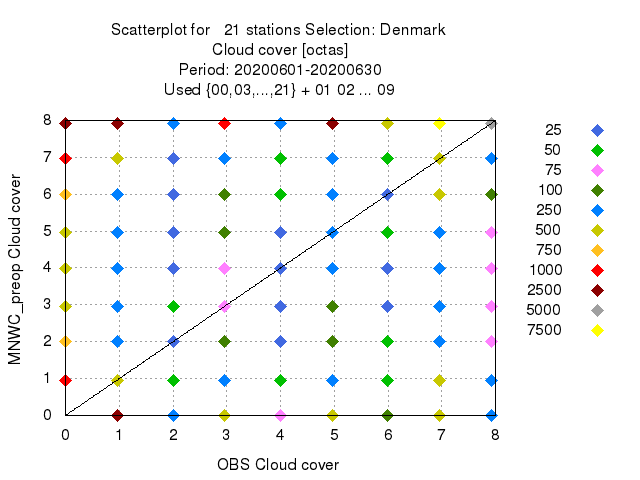 Scatterplot for 21 stations Selection: Denmark
Cloud cover [octas]
Period: 20200601-20200630
Used {00,03,...,21} + 01 02 ... 09
MNWC_preop Cloud cover
8
7
6
5
4
3
2
1
0
0 1 2 3 4 5 6 7 8
OBS Cloud cover
25
50
75
100
250
500
750
1000
2500
5000
7500